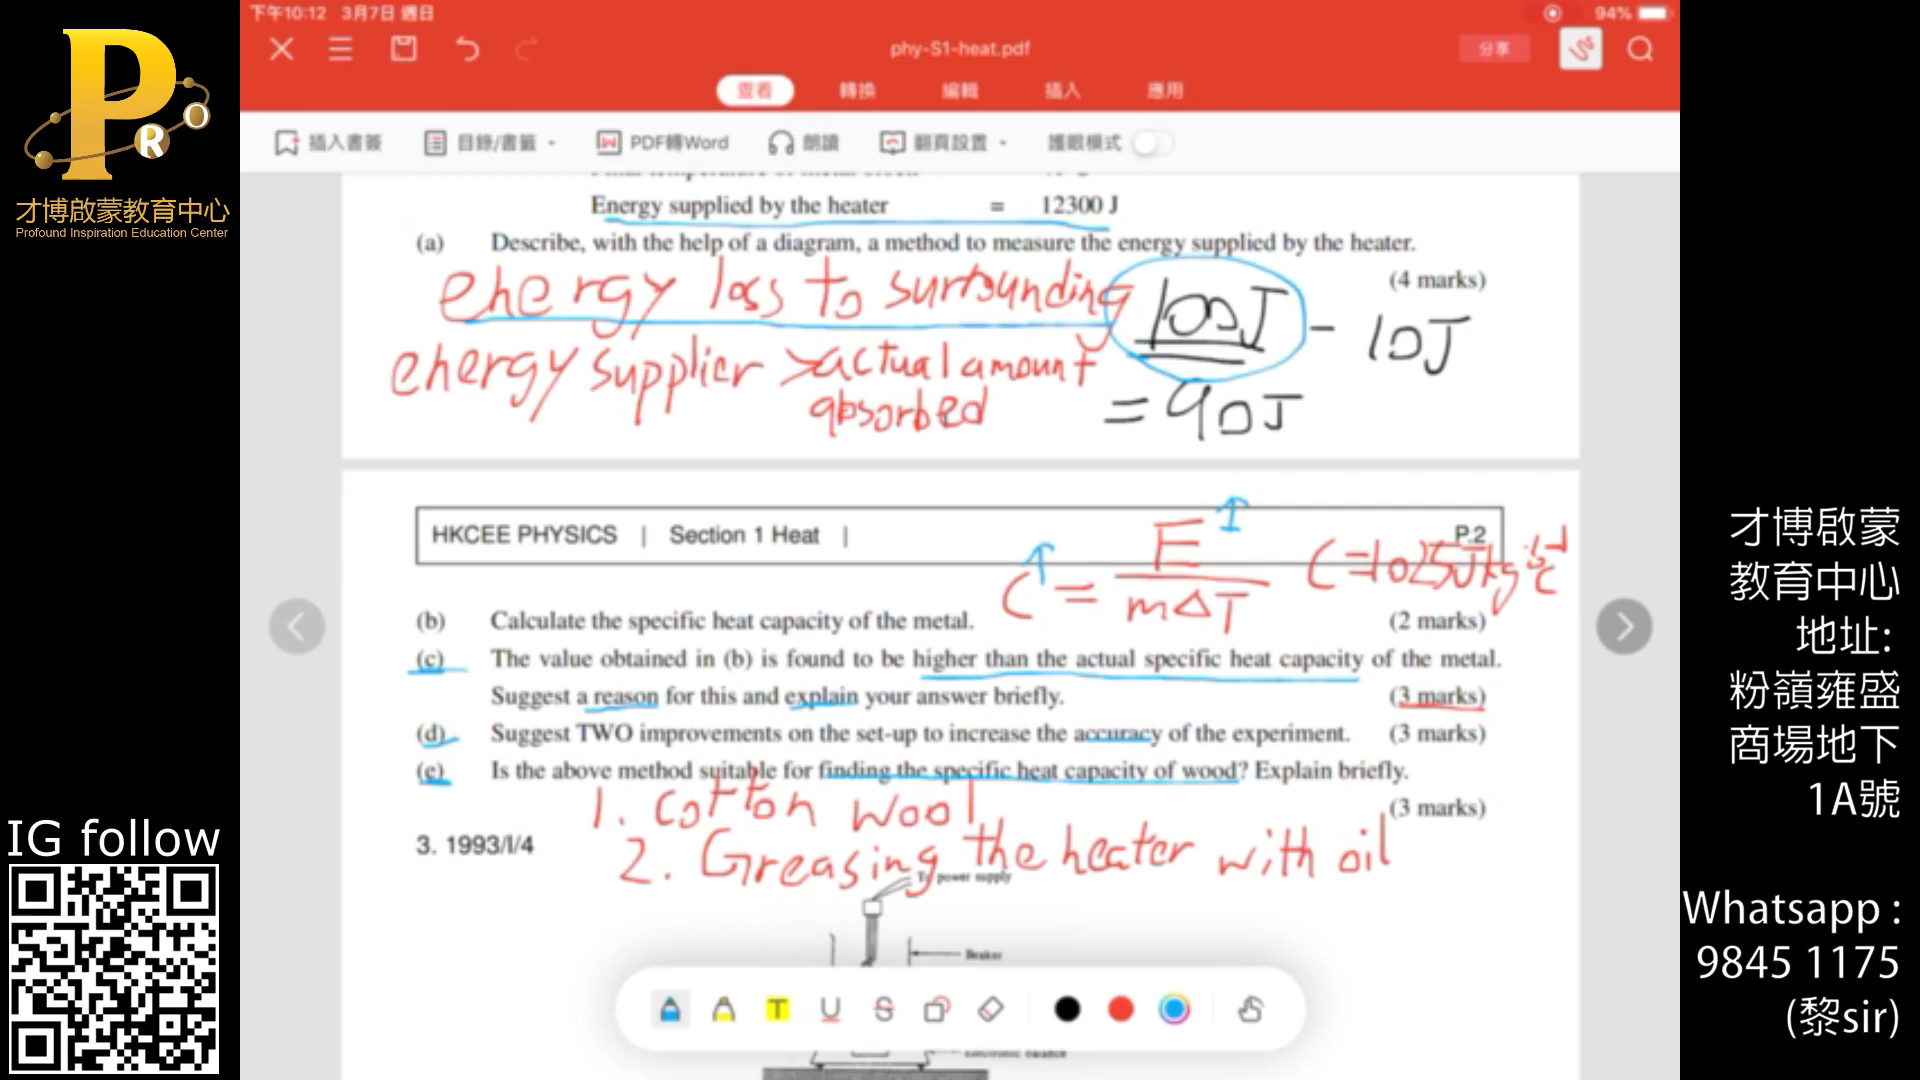 下午10:12 3月7日 週日
94%
phy-S1-heat.pdf
分享
查看 轉換 編輯 插入 應用
插入書簽 目錄/書籤 PDF轉Word 朗讀 翻頁設置 護眼模式
PRO
才博啟蒙教育中心
Profound Inspiration Education Center
Energy supplied by the heater = 12300 J
(a) Describe, with the help of a diagram, a method to measure the energy supplied by the heater.
(4 marks)
energy loss to surrounding
100J - 10J
energy supplier > actual amount
absorbed
= 90J
HKCEE PHYSICS | Section 1 Heat | P.2
C↑ = E↑ / mΔT
(b) Calculate the specific heat capacity of the metal. (2 marks)
(c) The value obtained in (b) is found to be higher than the actual specific heat capacity of the metal.
Suggest a reason for this and explain your answer briefly. (3 marks)
(d) Suggest TWO improvements on the set-up to increase the accuracy of the experiment. (3 marks)
(e) Is the above method suitable for finding the specific heat capacity of wood? Explain briefly.
(3 marks)
1. cotton wool
2. Greasing the heater with oil
3. 1993/I/4
To power supply
Beaker
Electronic balance
IG follow
才博啟蒙
教育中心
地址:
粉嶺雍盛
商場地下
1A號
Whatsapp :
9845 1175
(黎sir)